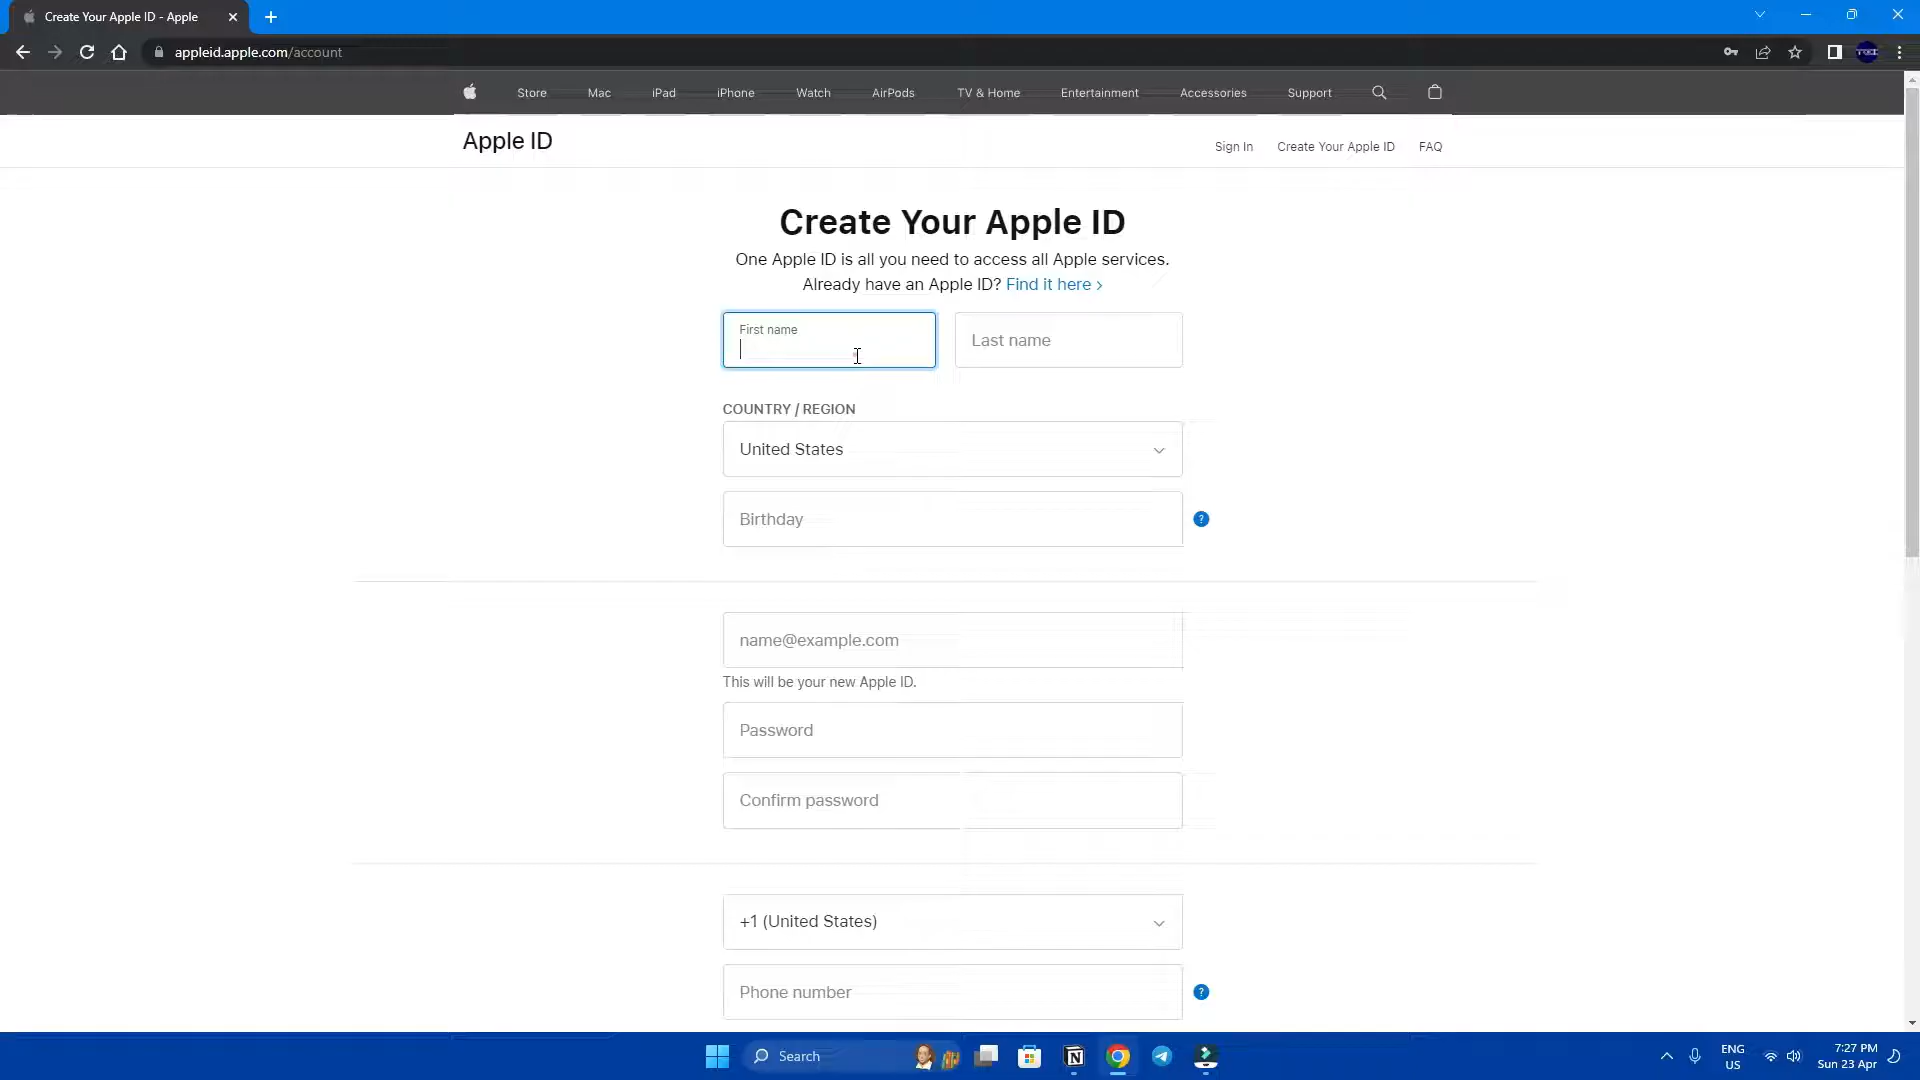 Create Your Apple ID - Apple
appleid.apple.com/account
Store Mac iPad iPhone Watch AirPods TV & Home Entertainment Accessories Support
Apple ID
Sign In Create Your Apple ID FAQ
Create Your Apple ID
One Apple ID is all you need to access all Apple services.
Already have an Apple ID? Find it here >
First name
Last name
COUNTRY / REGION
United States
Birthday
?
name@example.com
This will be your new Apple ID.
Password
Confirm password
+1 (United States)
Phone number
?
Search
ENG
US
7:27 PM
Sun 23 Apr